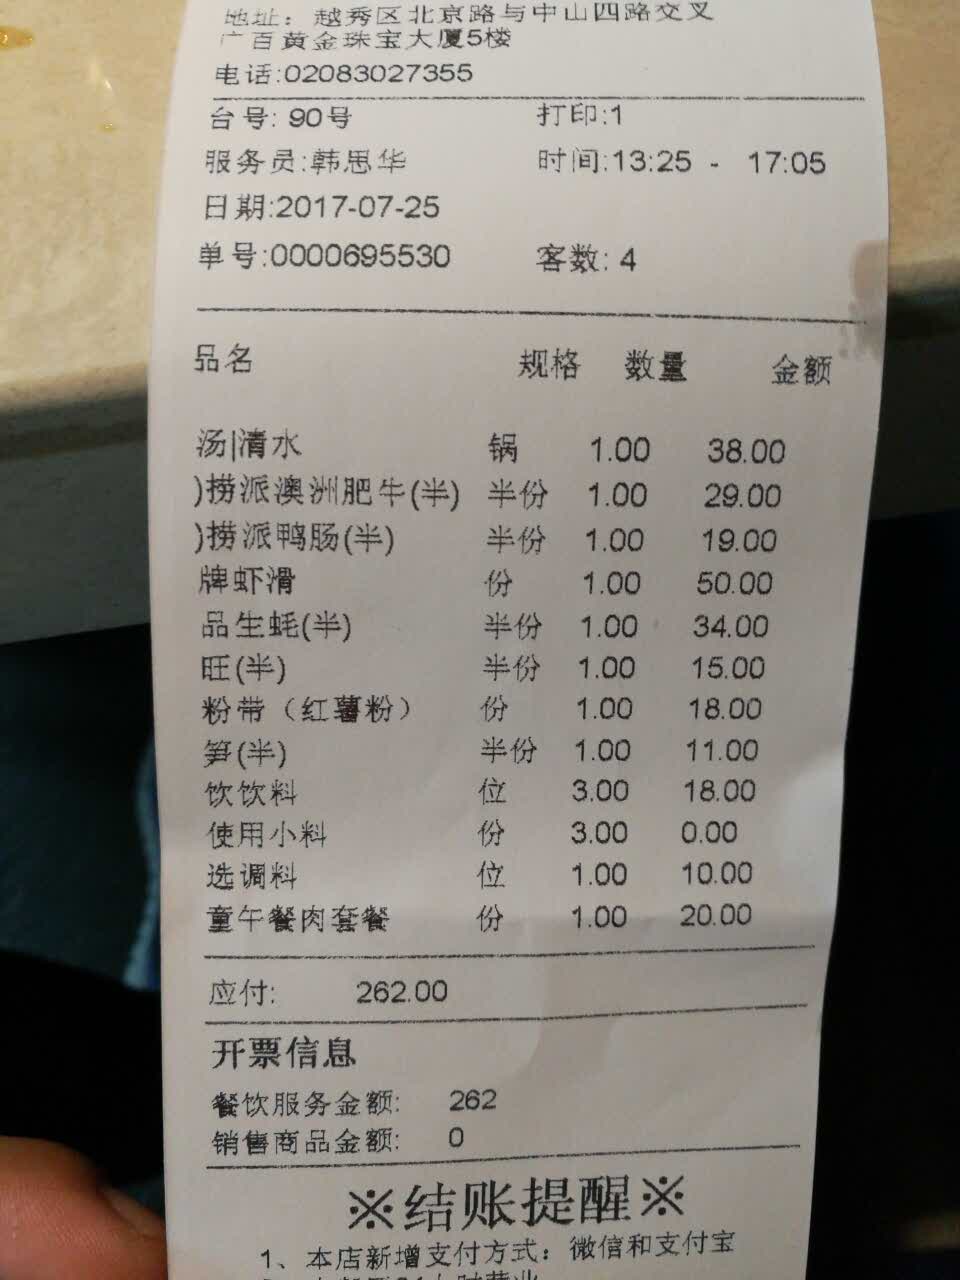 地址：越秀区北京路与中山四路交叉
广百黄金珠宝大厦5楼
电话:02083027355
台号: 90号 打印:1
服务员:韩思华 时间:13:25 - 17:05
日期:2017-07-25
单号:0000695530 客数: 4
品名 规格 数量 金额
汤|清水 锅 1.00 38.00
)捞派澳洲肥牛(半) 半份 1.00 29.00
)捞派鸭肠(半) 半份 1.00 19.00
牌虾滑 份 1.00 50.00
品生蚝(半) 半份 1.00 34.00
旺(半) 半份 1.00 15.00
粉带（红薯粉） 份 1.00 18.00
笋(半) 半份 1.00 11.00
饮饮料 位 3.00 18.00
使用小料 份 3.00 0.00
选调料 位 1.00 10.00
童午餐肉套餐 份 1.00 20.00
应付: 262.00
开票信息
餐饮服务金额: 262
销售商品金额: 0
※结账提醒※
1、本店新增支付方式：微信和支付宝